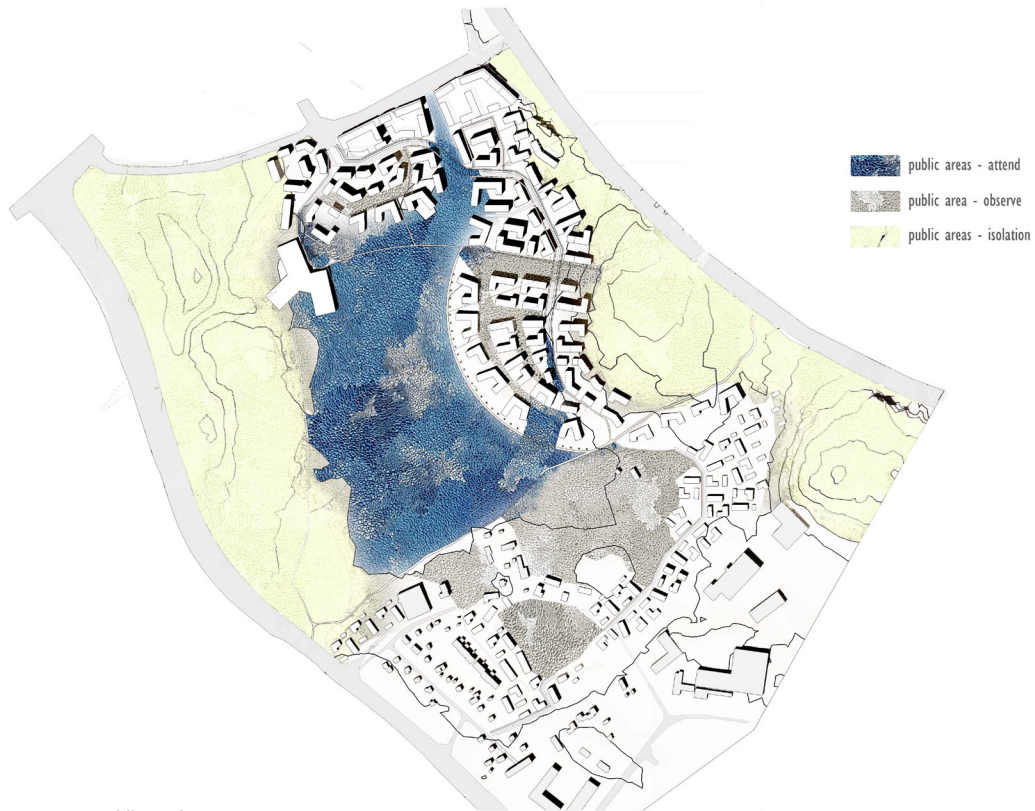 public areas - attend
public area - observe
public areas - isolation